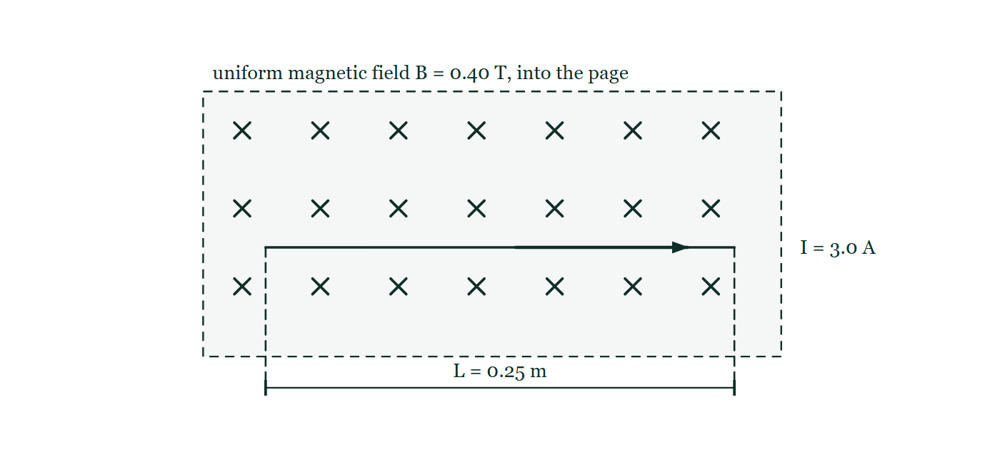 uniform magnetic field B = 0.40 T, into the page
I = 3.0 A
L = 0.25 m